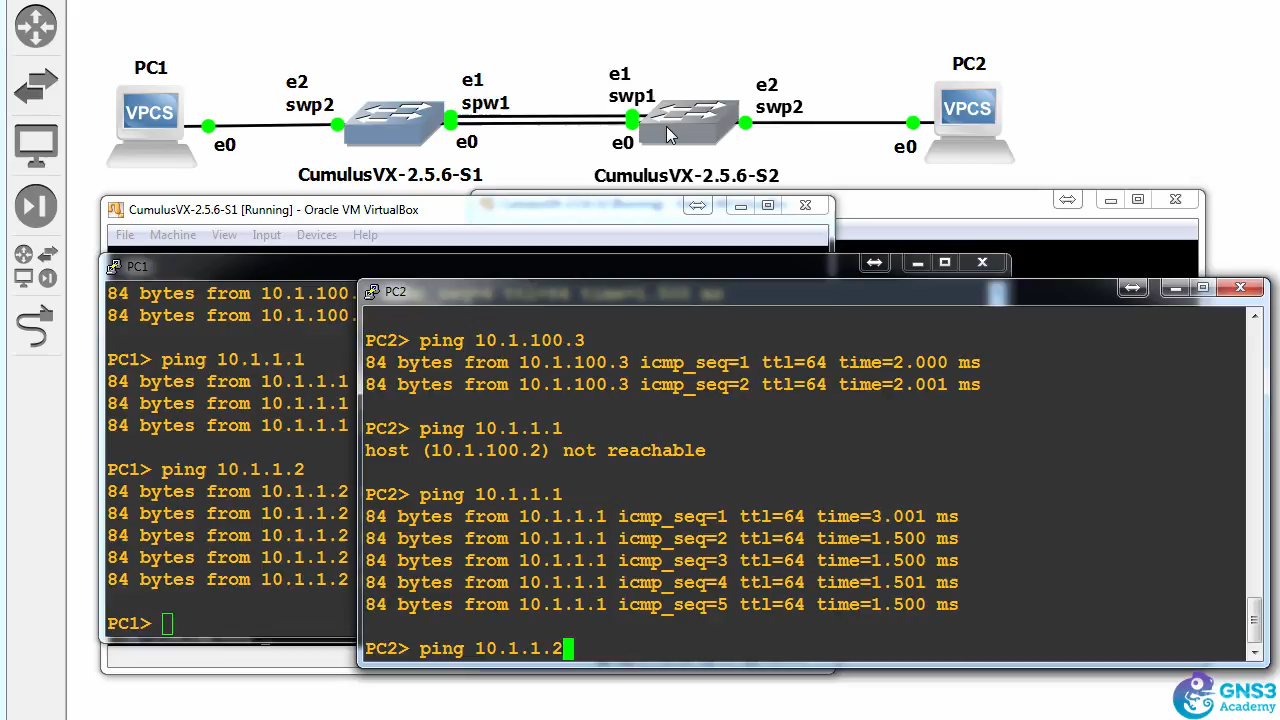 PC1
PC2
e2
swp2
e1
spw1
e1
swp1
e2
swp2
VPCS
VPCS
e0
e0
e0
e0
CumulusVX-2.5.6-S1
CumulusVX-2.5.6-S2
CumulusVX-2.5.6-S1 [Running] - Oracle VM VirtualBox
File Machine View Input Devices Help
PC1
84 bytes from 10.1.100.
84 bytes from 10.1.100.
PC1> ping 10.1.1.1
84 bytes from 10.1.1.1
84 bytes from 10.1.1.1
84 bytes from 10.1.1.1
PC1> ping 10.1.1.2
84 bytes from 10.1.1.2
84 bytes from 10.1.1.2
84 bytes from 10.1.1.2
84 bytes from 10.1.1.2
84 bytes from 10.1.1.2
PC1>
PC2
PC2> ping 10.1.100.3
84 bytes from 10.1.100.3 icmp_seq=1 ttl=64 time=2.000 ms
84 bytes from 10.1.100.3 icmp_seq=2 ttl=64 time=2.001 ms
PC2> ping 10.1.1.1
host (10.1.100.2) not reachable
PC2> ping 10.1.1.1
84 bytes from 10.1.1.1 icmp_seq=1 ttl=64 time=3.001 ms
84 bytes from 10.1.1.1 icmp_seq=2 ttl=64 time=1.500 ms
84 bytes from 10.1.1.1 icmp_seq=3 ttl=64 time=1.500 ms
84 bytes from 10.1.1.1 icmp_seq=4 ttl=64 time=1.501 ms
84 bytes from 10.1.1.1 icmp_seq=5 ttl=64 time=1.500 ms
PC2> ping 10.1.1.2
GNS3
Academy